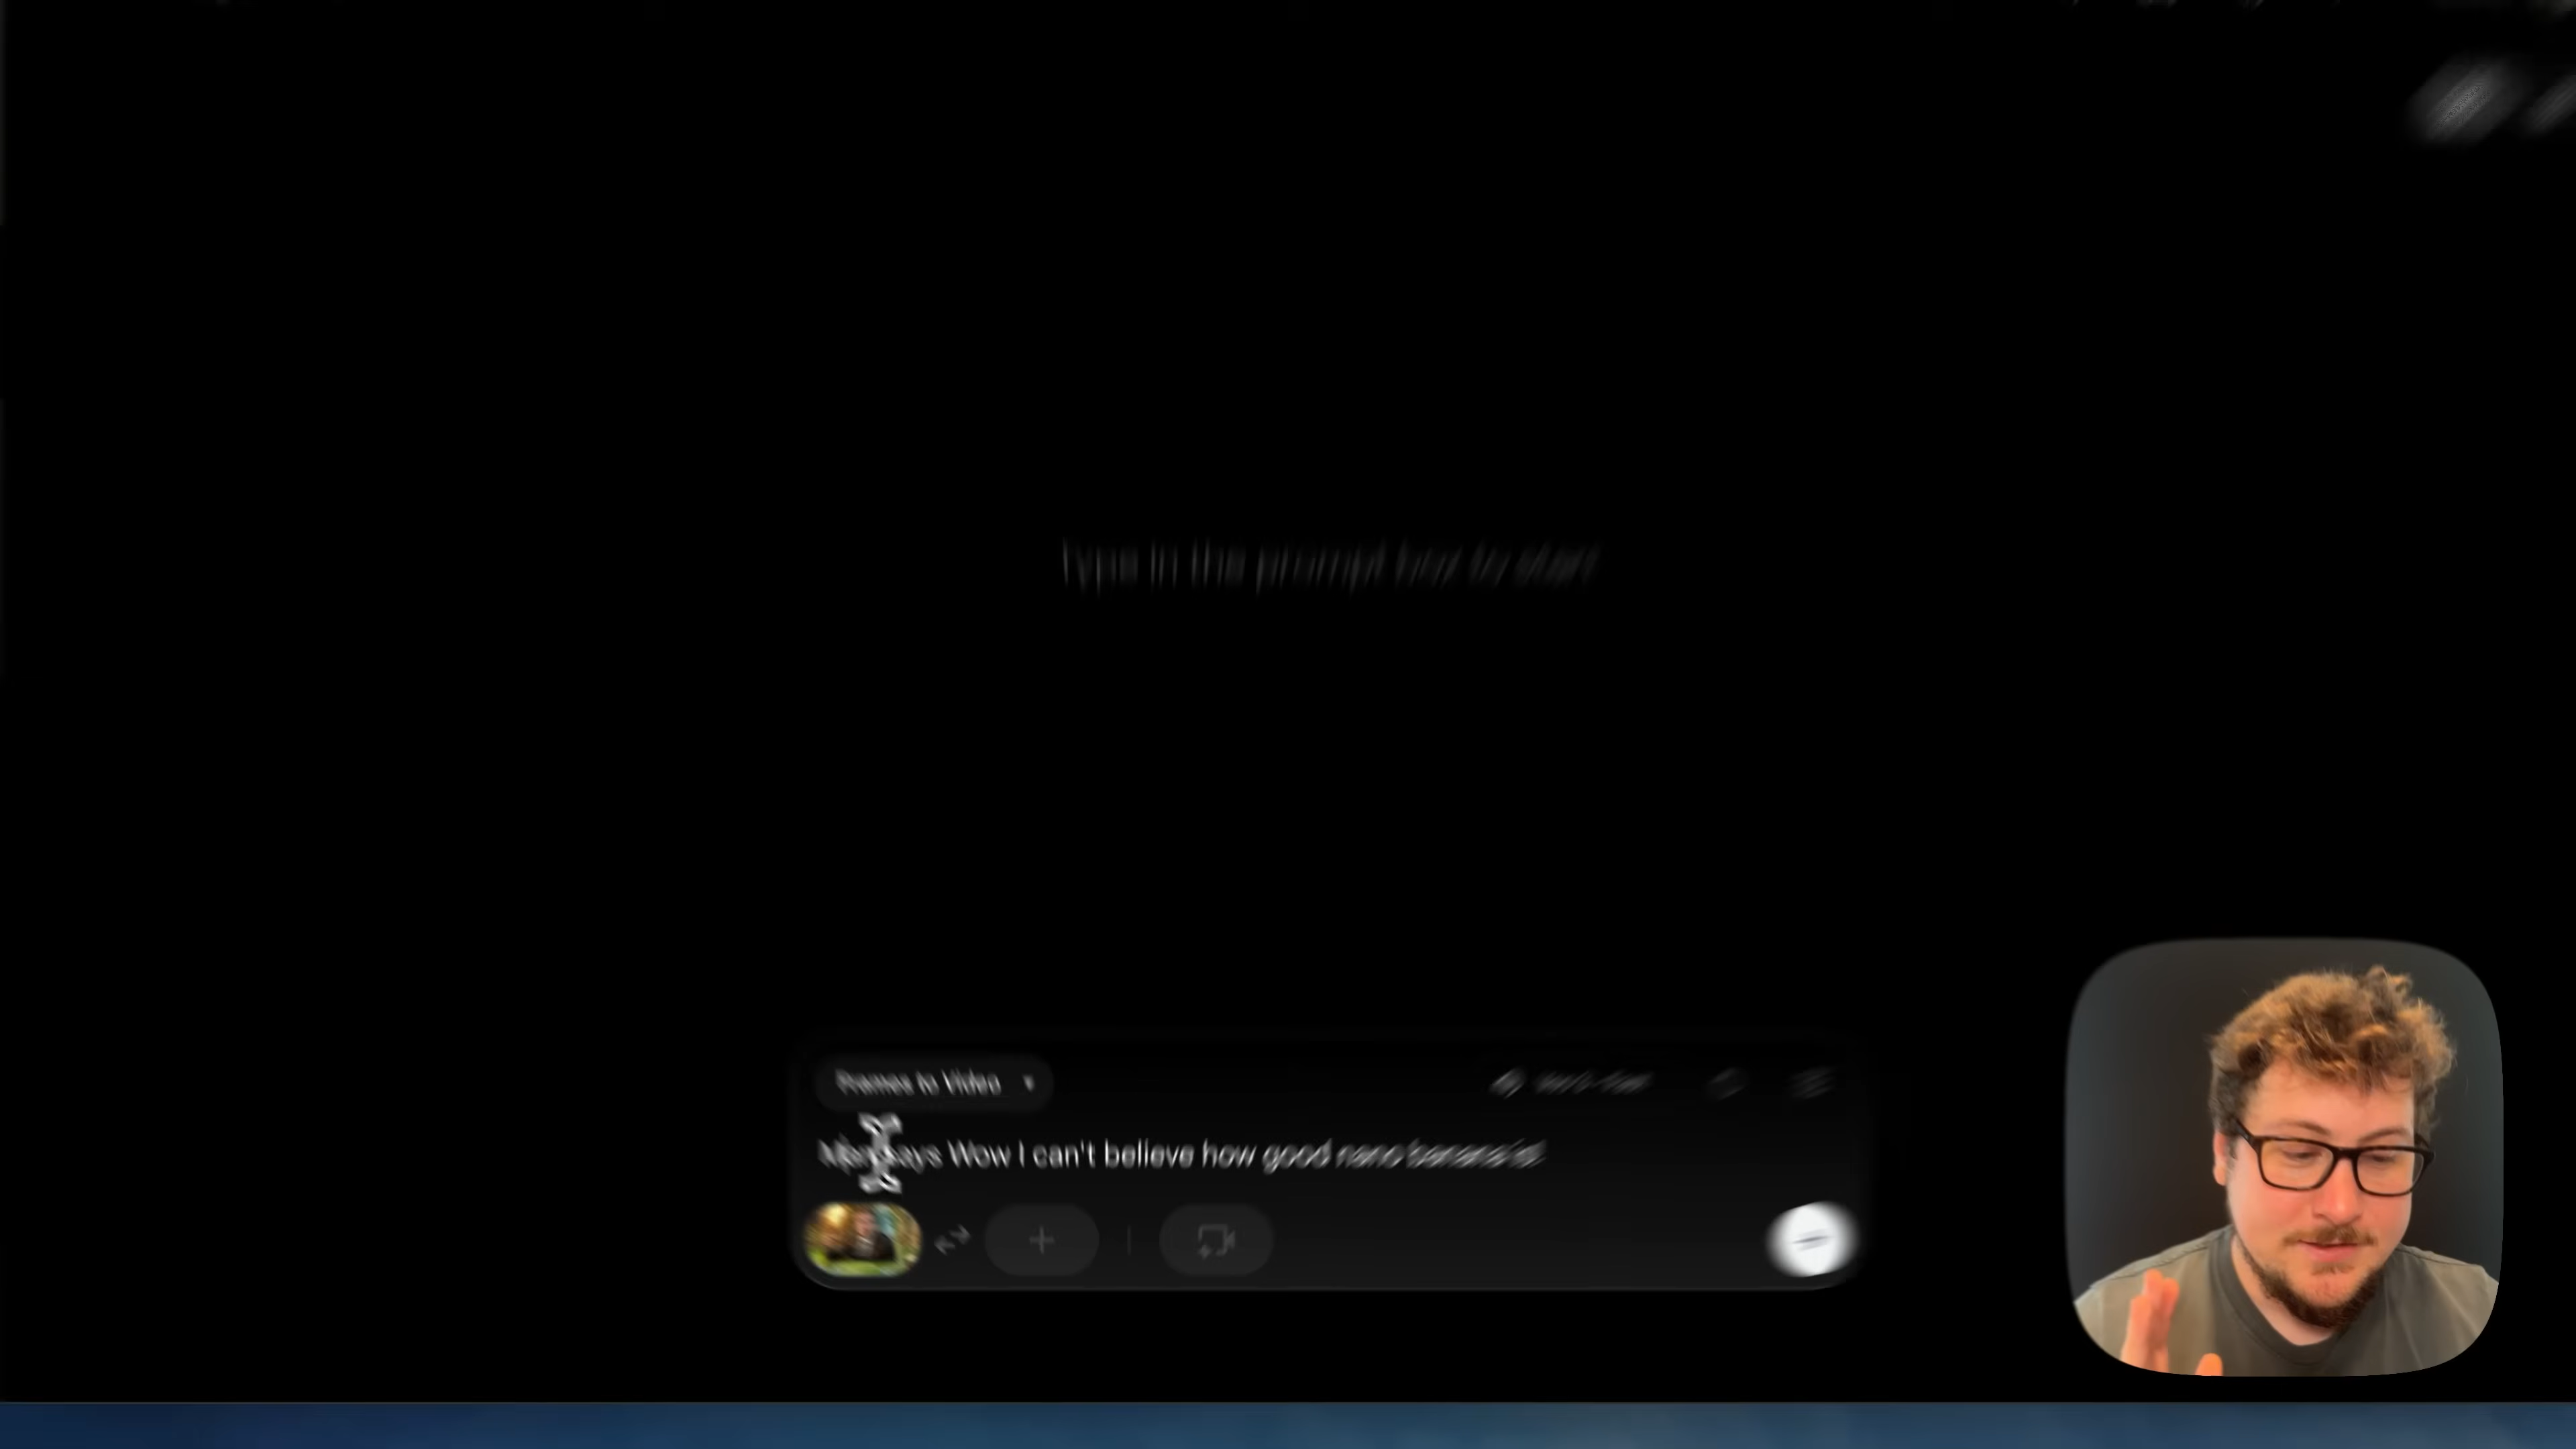 Type in the prompt box to start
Frames to Video
says Wow I can't believe how good nano banana is!